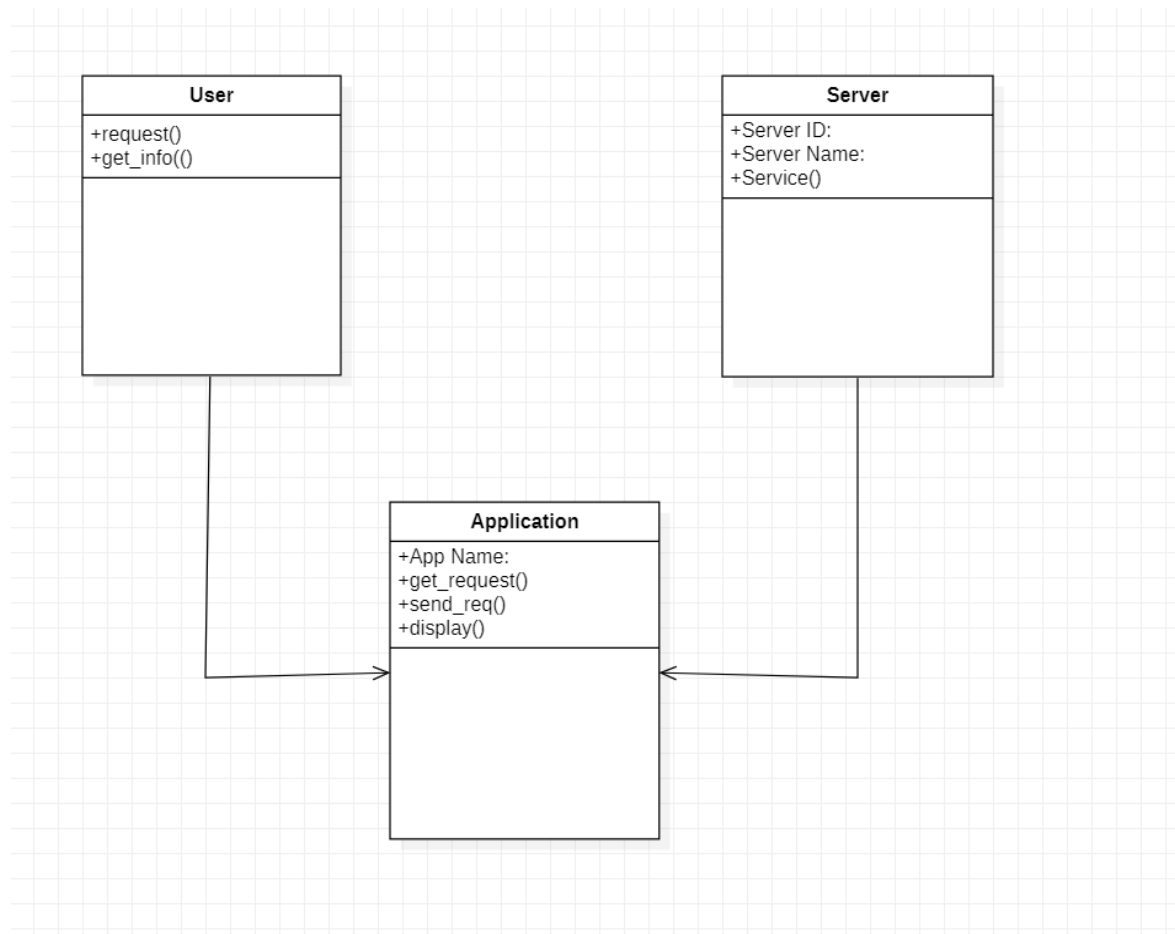 User
+request()
+get_info(()
Server
+Server ID:
+Server Name:
+Service()
Application
+App Name:
+get_request()
+send_req()
+display()